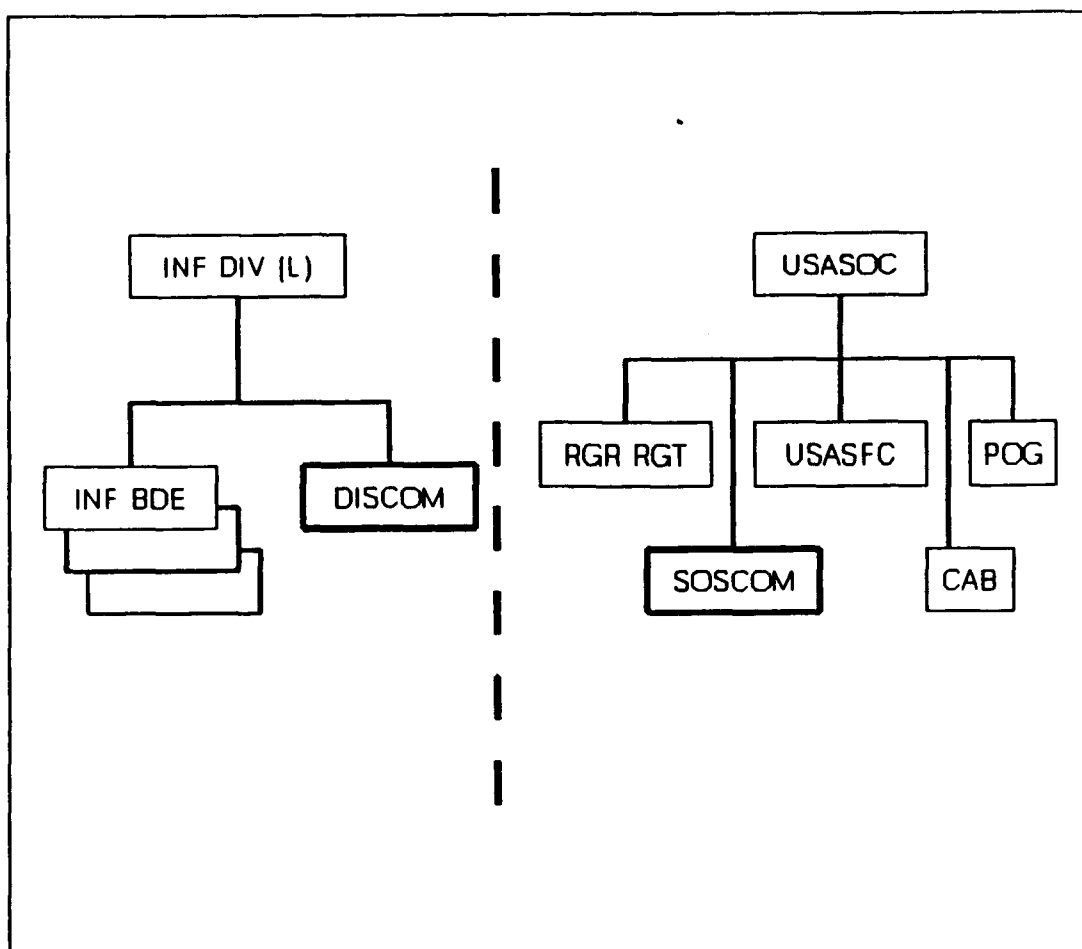 INF DIV (L)
INF BDE
DISCOM
USASOC
RGR RGT
USASFC
POG
SOSCOM
CAB